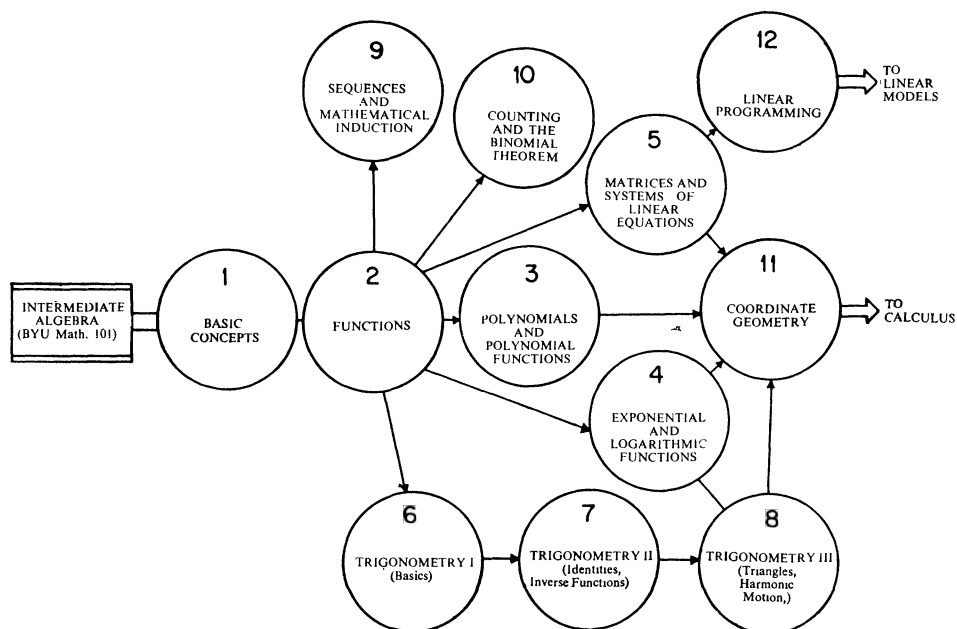 9
SEQUENCES
AND
MATHEMATICAL
INDUCTION
10
COUNTING
AND THE
BINOMIAL
THEOREM
12
LINEAR
PROGRAMMING
TO
LINEAR
MODELS
5
MATRICES AND
SYSTEMS OF
LINEAR
EQUATIONS
INTERMEDIATE
ALGEBRA
(BYU Math. 101)
1
BASIC
CONCEPTS
2
FUNCTIONS
3
POLYNOMIALS
AND
POLYNOMIAL
FUNCTIONS
11
COORDINATE
GEOMETRY
TO
CALCULUS
4
EXPONENTIAL
AND
LOGARITHMIC
FUNCTIONS
6
TRIGONOMETRY I
(Basics)
7
TRIGONOMETRY II
(Identities,
Inverse Functions)
8
TRIGONOMETRY III
(Triangles,
Harmonic
Motion,)